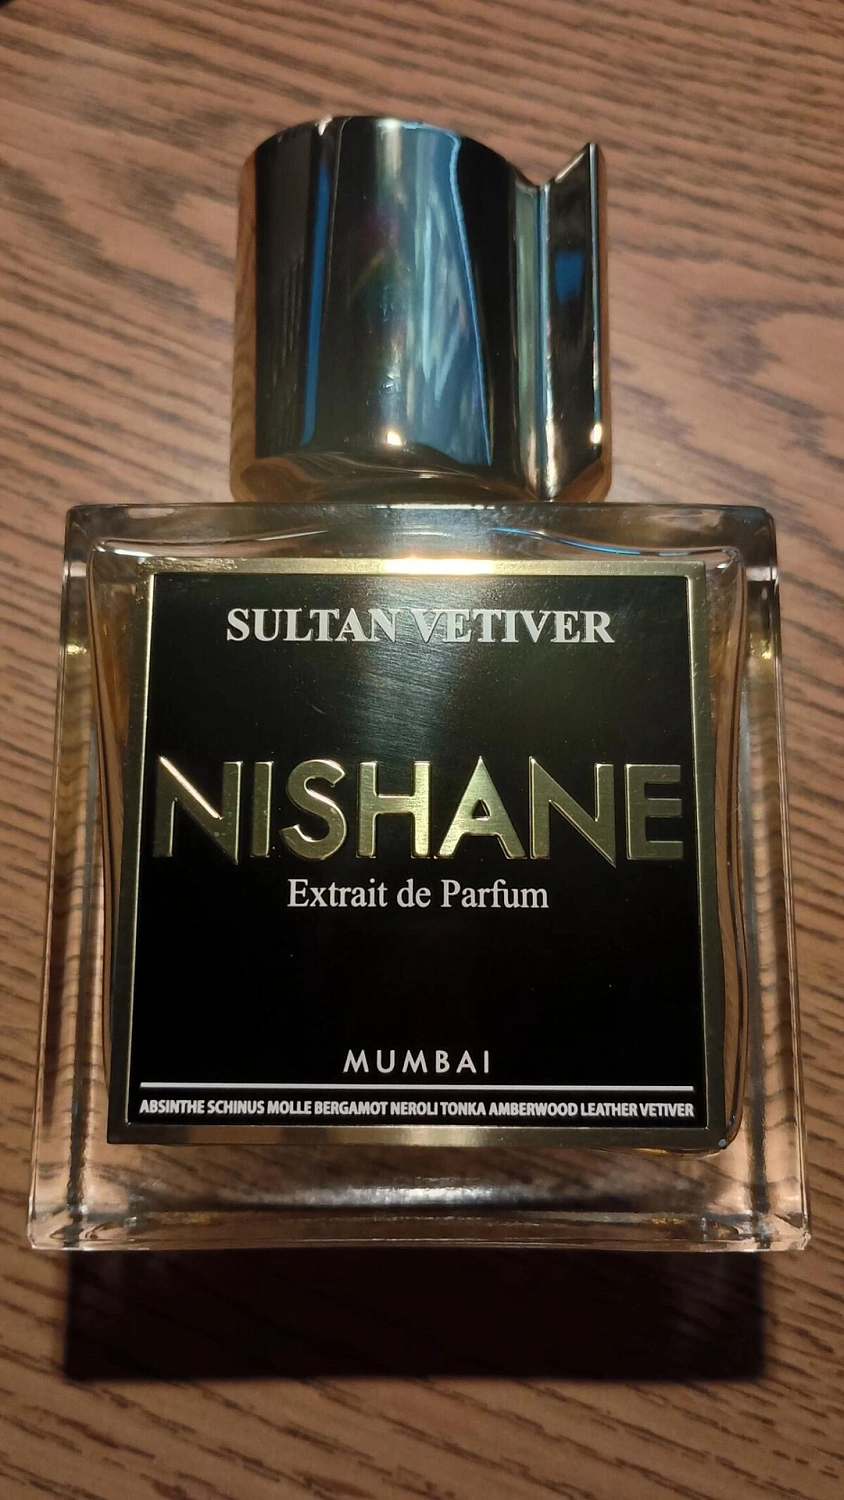 SULTAN VETIVER
NISHANE
Extrait de Parfum
MUMBAI
ABSINTHE SCHINUS MOLLE BERGAMOT NEROLI TONKA AMBERWOOD LEATHER VETIVER